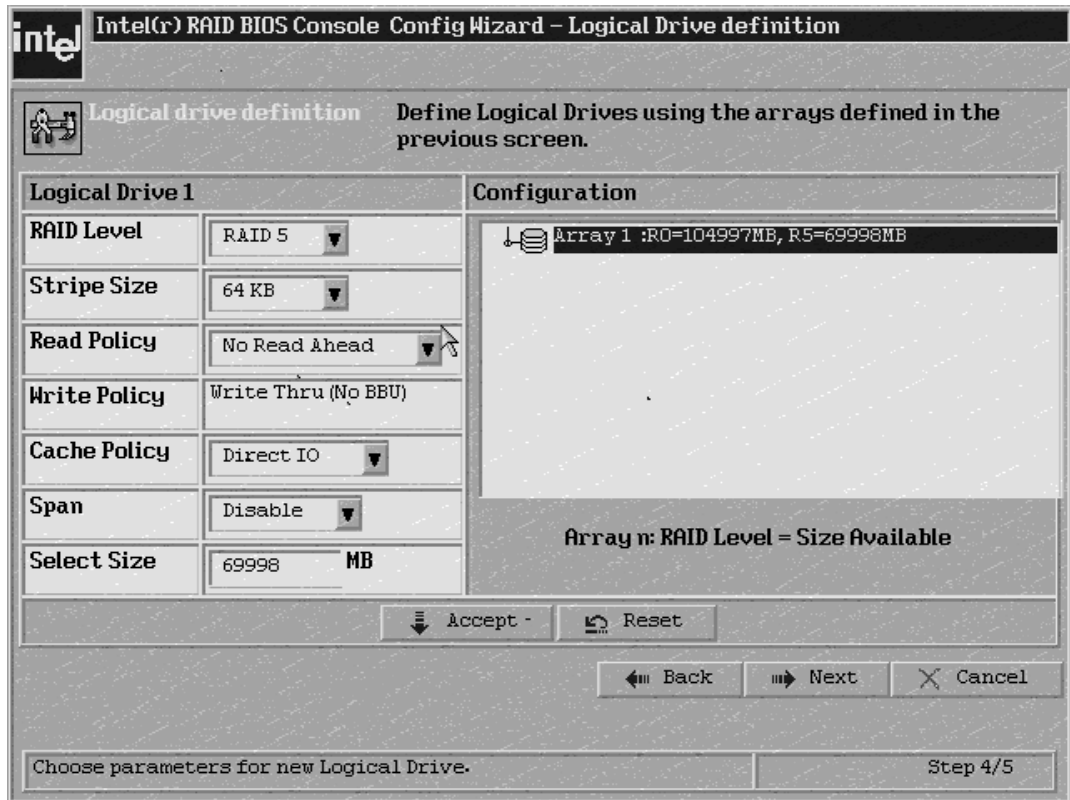 intel
Intel(r) RAID BIOS Console Config Wizard - Logical Drive definition
Logical drive definition
Define Logical Drives using the arrays defined in the
previous screen.
Logical Drive 1
RAID Level
RAID 5
Stripe Size
64 KB
Read Policy
No Read Ahead
Write Policy
Write Thru (No BBU)
Cache Policy
Direct IO
Span
Disable
Select Size
69998
MB
Configuration
Array 1 :R0=104997MB, R5=69998MB
Array n: RAID Level = Size Available
Accept -
Reset
Back
Next
Cancel
Choose parameters for new Logical Drive.
Step 4/5